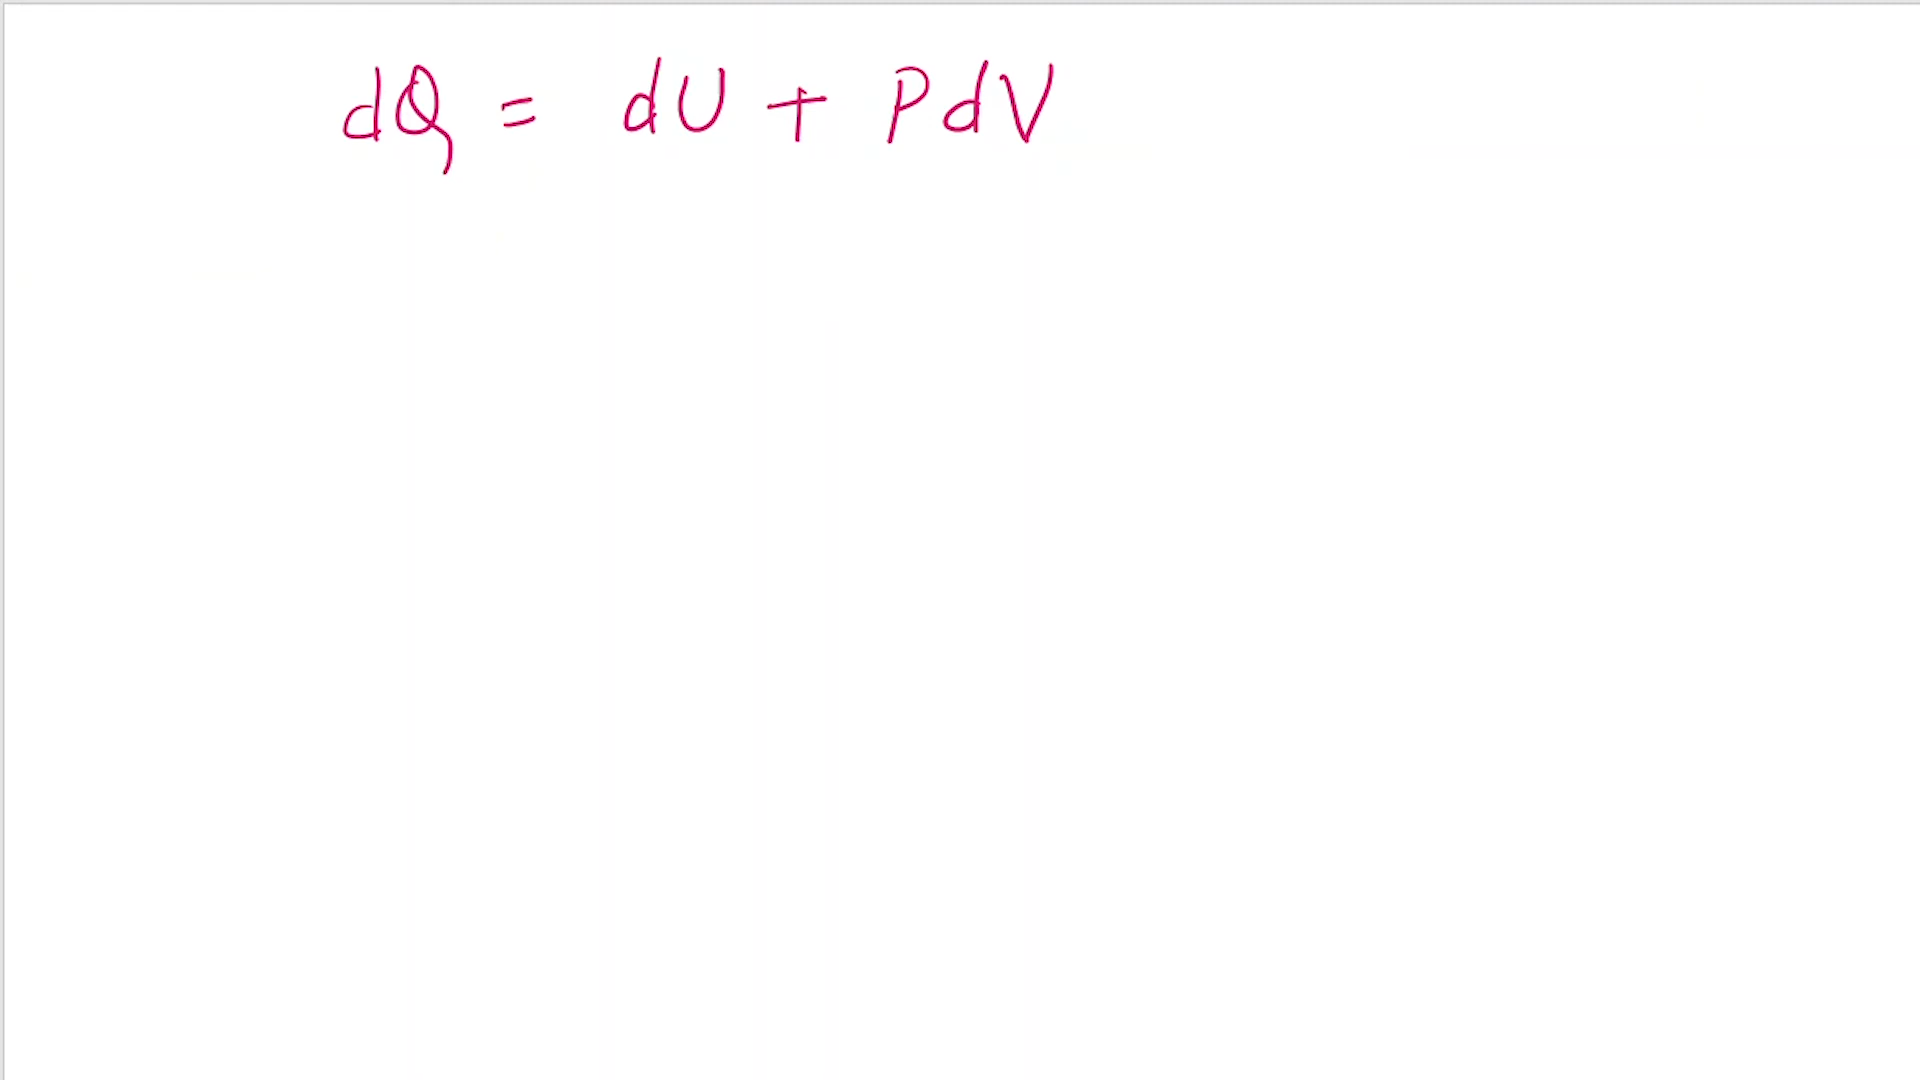 dQ = dU + PdV